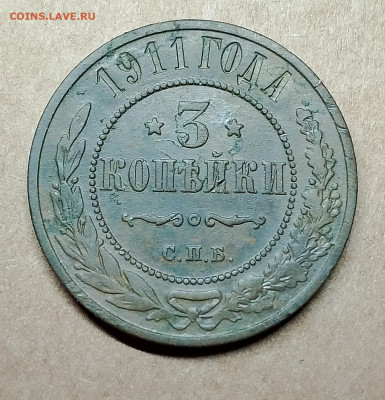 COINS.LAVE.RU
1911 ГОДА
3
КОПѢЙКИ
С.П.Б.